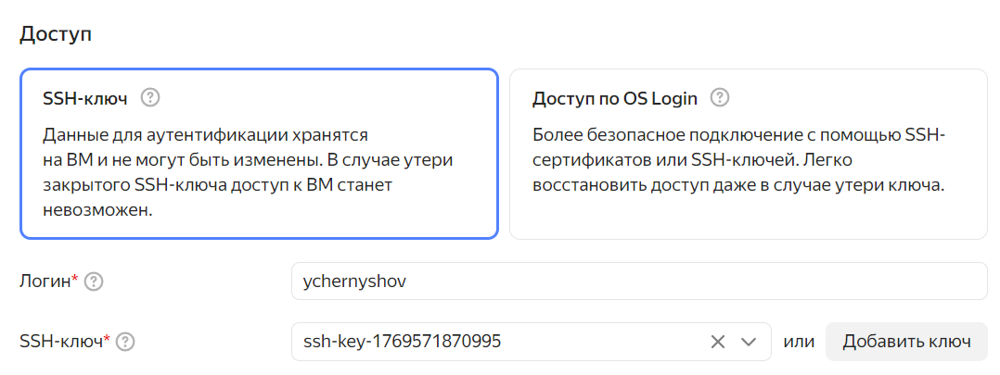 Доступ
SSH-ключ
Данные для аутентификации хранятся
на ВМ и не могут быть изменены. В случае утери
закрытого SSH-ключа доступ к ВМ станет
невозможен.
Доступ по OS Login
Более безопасное подключение с помощью SSH-
сертификатов или SSH-ключей. Легко
восстановить доступ даже в случае утери ключа.
Логин* ychernyshov
SSH-ключ* ssh-key-1769571870995 или Добавить ключ